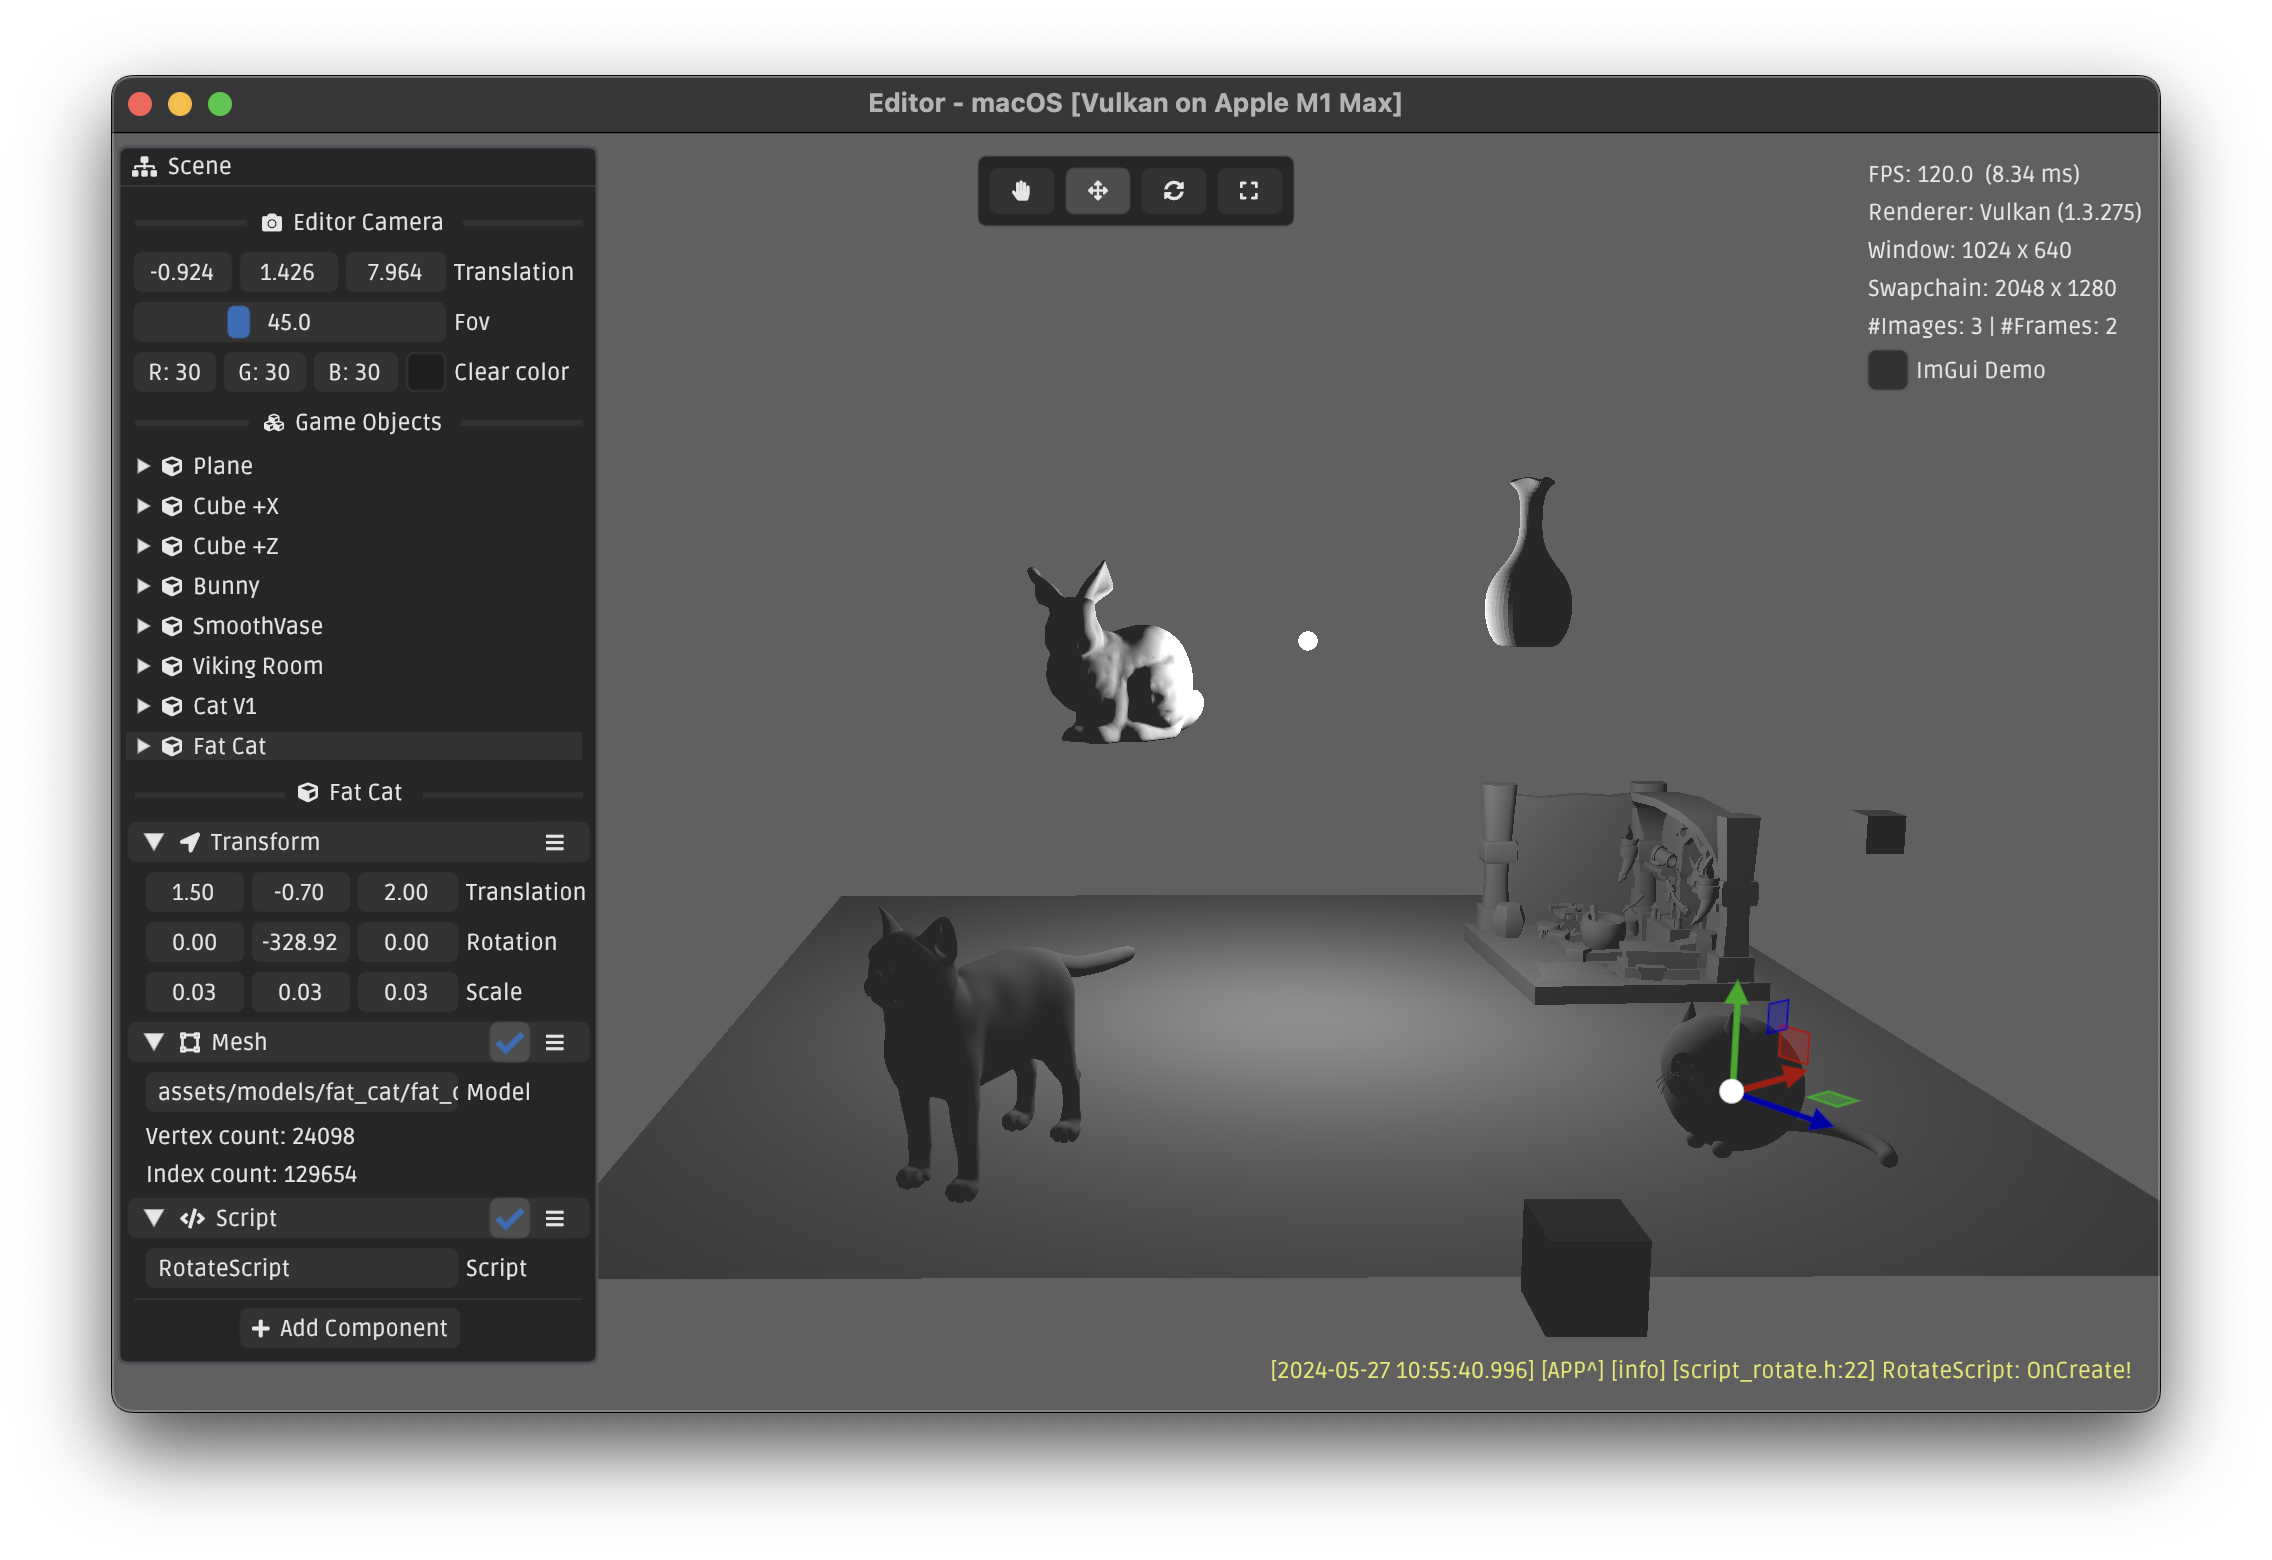 Editor - macOS [Vulkan on Apple M1 Max]
Scene
Editor Camera
-0.924 1.426 7.964 Translation
45.0 Fov
R: 30 G: 30 B: 30 Clear color
Game Objects
Plane
Cube +X
Cube +Z
Bunny
SmoothVase
Viking Room
Cat V1
Fat Cat
Fat Cat
Transform
1.50 -0.70 2.00 Translation
0.00 -328.92 0.00 Rotation
0.03 0.03 0.03 Scale
Mesh
assets/models/fat_cat/fat_c Model
Vertex count: 24098
Index count: 129654
Script
RotateScript Script
Add Component
FPS: 120.0 (8.34 ms)
Renderer: Vulkan (1.3.275)
Window: 1024 x 640
Swapchain: 2048 x 1280
#Images: 3 | #Frames: 2
ImGui Demo
[2024-05-27 10:55:40.996] [APP^] [info] [script_rotate.h:22] RotateScript: OnCreate!